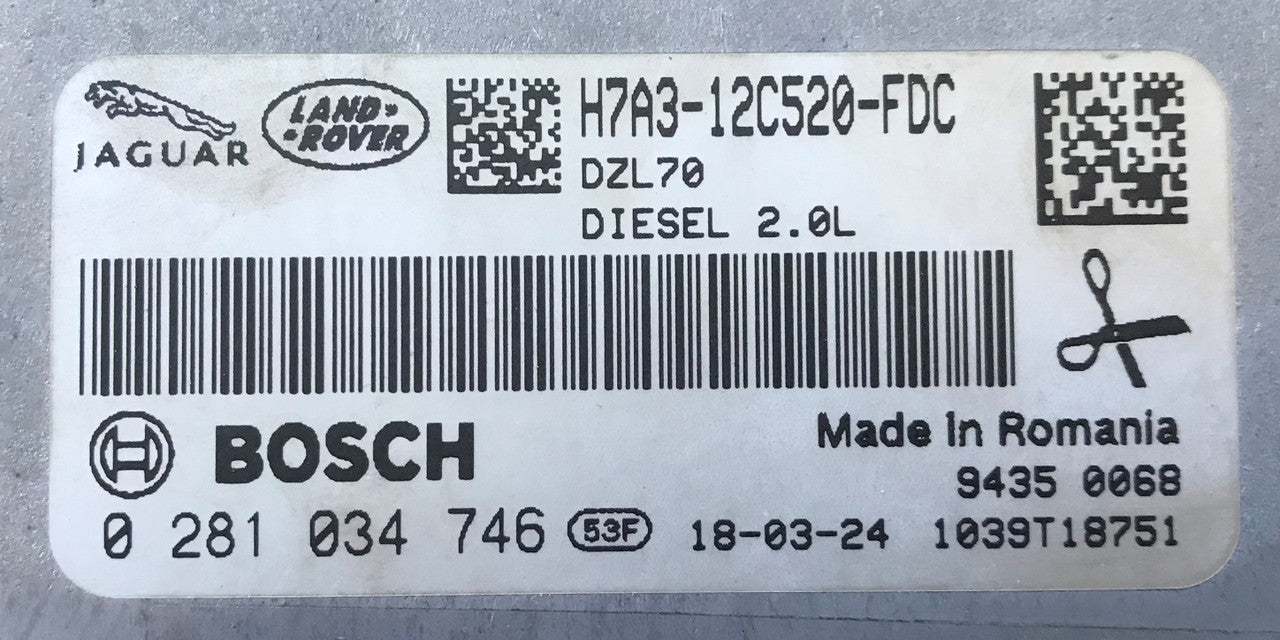 JAGUAR
LAND-
-ROVER
H7A3-12C520-FDC
DZL70
DIESEL 2.0L
BOSCH
Made in Romania
9435 0068
0 281 034 746 53F 18-03-24 1039T18751